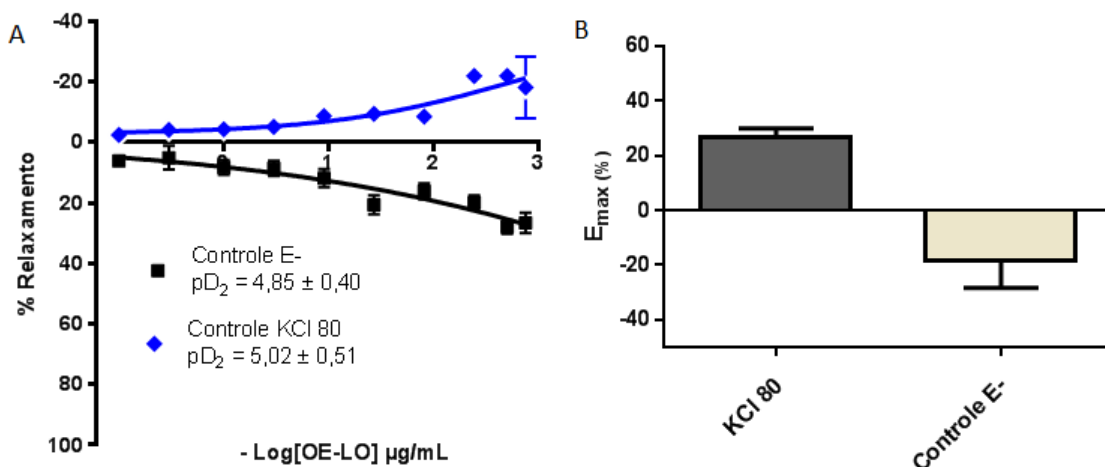 A
-40
-20
0
20
40
60
80
100
% Relaxamento
0 1 2 3
Controle E-
pD2 = 4,85 ± 0,40
Controle KCl 80
pD2 = 5,02 ± 0,51
- Log[OE-LO] µg/mL
B
60
40
20
0
-20
-40
Emax (%)
KCl 80
Controle E-